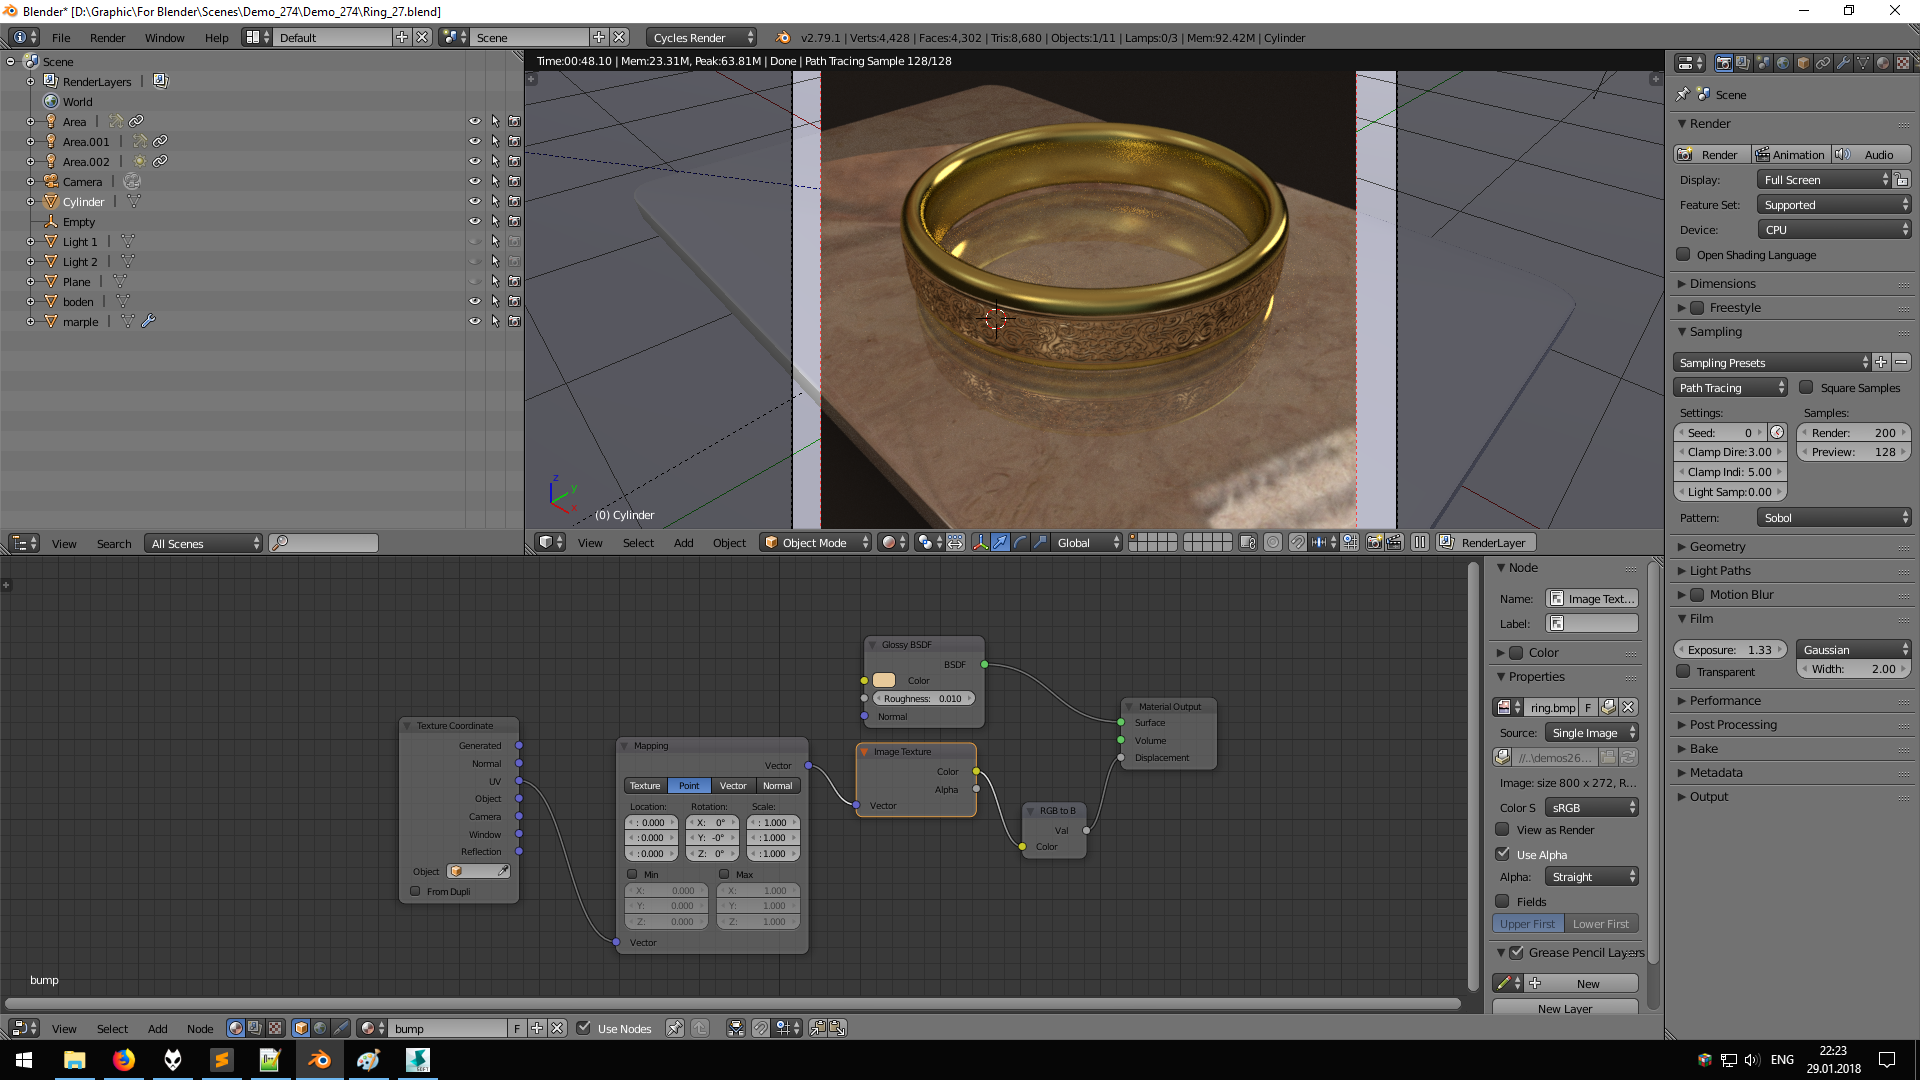 Blender* [D:\Graphic\For Blender\Scenes\Demo_274\Demo_274\Ring_27.blend]
File Render Window Help Default Scene Cycles Render v2.79.1 | Verts:4,428 | Faces:4,302 | Tris:8,680 | Objects:1/11 | Lamps:0/3 | Mem:92.42M | Cylinder
Scene
RenderLayers |
World
Area |
Area.001 |
Area.002 |
Camera |
Cylinder |
Empty
Light 1 |
Light 2 |
Plane |
boden |
marple |
View Search All Scenes
Time:00:48.10 | Mem:23.31M, Peak:63.81M | Done | Path Tracing Sample 128/128
z
y
x
(0) Cylinder
View Select Add Object Object Mode Global RenderLayer
Scene
Render
Render Animation Audio
Display: Full Screen
Feature Set: Supported
Device: CPU
Open Shading Language
Dimensions
Freestyle
Sampling
Sampling Presets
Path Tracing Square Samples
Settings: Samples:
Seed: 0 Render: 200
Clamp Dire:3.00 Preview: 128
Clamp Indi: 5.00
Light Samp:0.00
Pattern: Sobol
Geometry
Light Paths
Motion Blur
Film
Exposure: 1.33 Gaussian
Transparent Width: 2.00
Performance
Post Processing
Bake
Metadata
Output
Texture Coordinate
Generated
Normal
UV
Object
Camera
Window
Reflection
Object
From Dupli
Mapping
Vector
Texture Point Vector Normal
Location: Rotation: Scale:
: 0.000 X: 0° : 1.000
:0.000 Y: -0° :1.000
:0.000 Z: 0° :1.000
Min Max
X: 0.000 X: 1.000
Y: 0.000 Y: 1.000
Z: 0.000 Z: 1.000
Vector
Glossy BSDF
BSDF
Color
Roughness: 0.010
Normal
Image Texture
Color
Alpha
Vector
RGB to B
Val
Color
Material Output
Surface
Volume
Displacement
bump
Node
Name: Image Text...
Label:
Color
Properties
ring.bmp F
Source: Single Image
//..\demos26...
Image: size 800 x 272, R...
Color S sRGB
View as Render
Use Alpha
Alpha: Straight
Fields
Upper First Lower First
Grease Pencil Layers
New
New Layer
View Select Add Node bump F Use Nodes
ENG
22:23
29.01.2018